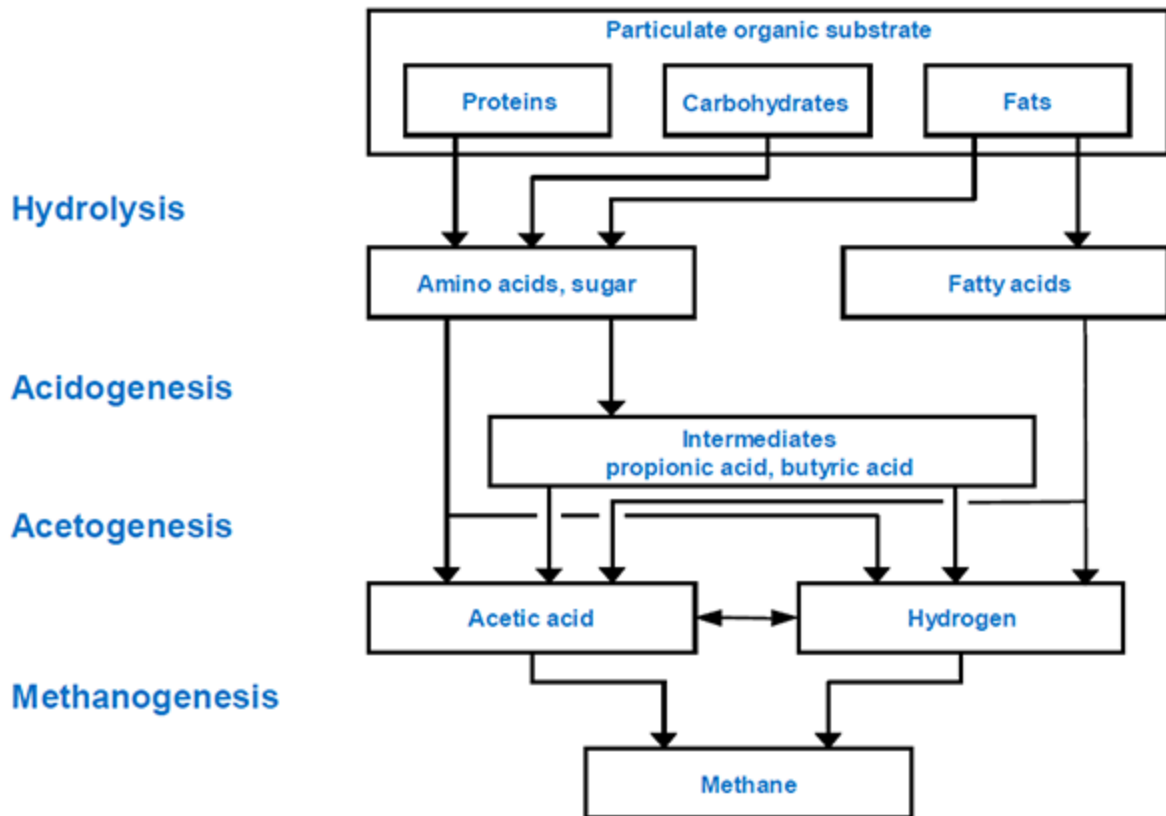 Particulate organic substrate
Proteins
Carbohydrates
Fats
Hydrolysis
Amino acids, sugar
Fatty acids
Acidogenesis
Intermediates
propionic acid, butyric acid
Acetogenesis
Acetic acid
Hydrogen
Methanogenesis
Methane